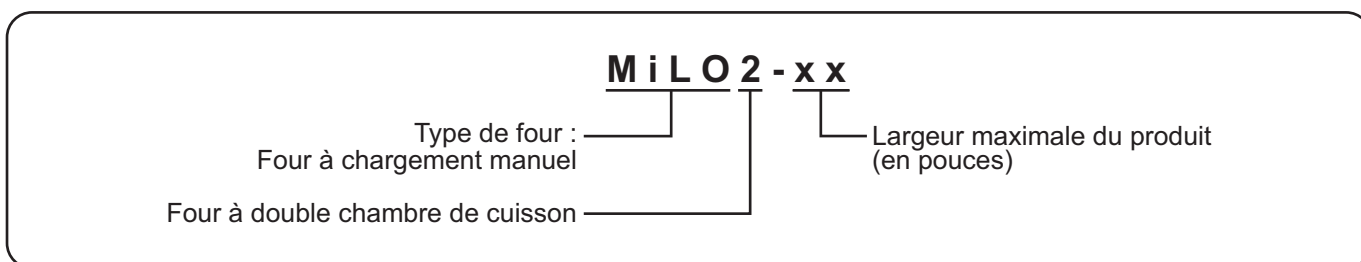 MiLO2-xx
Type de four :
Four à chargement manuel
Largeur maximale du produit
(en pouces)
Four à double chambre de cuisson